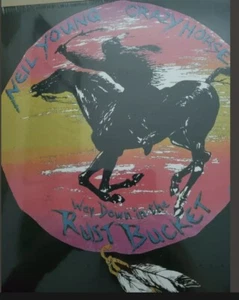 NEIL YOUNG CRAZY HORSE
Way Down in the
RUST BUCKET